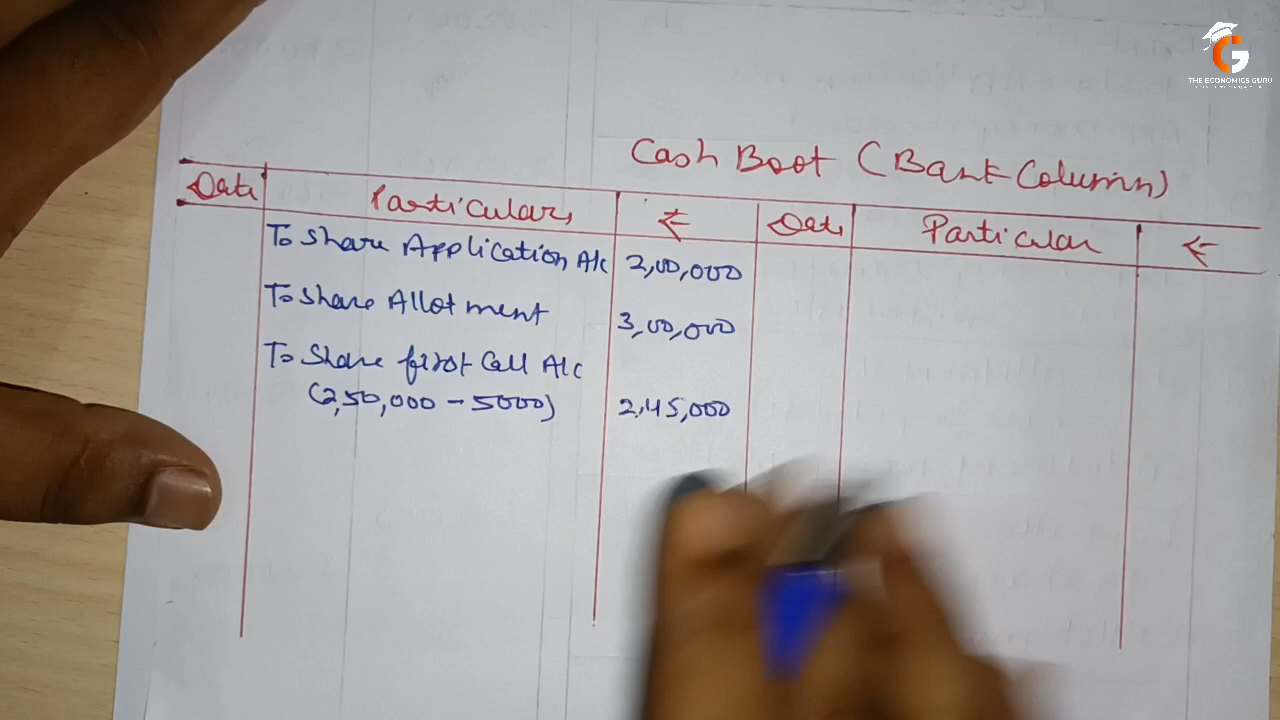 THE ECONOMICS GURU
Cash Book (Bank Column)
Date Particulars ₹ Date Particular ₹
To Share Application A/c 2,00,000
To Share Allotment 3,00,000
To Share first Call A/c
(2,50,000 - 5000) 2,45,000